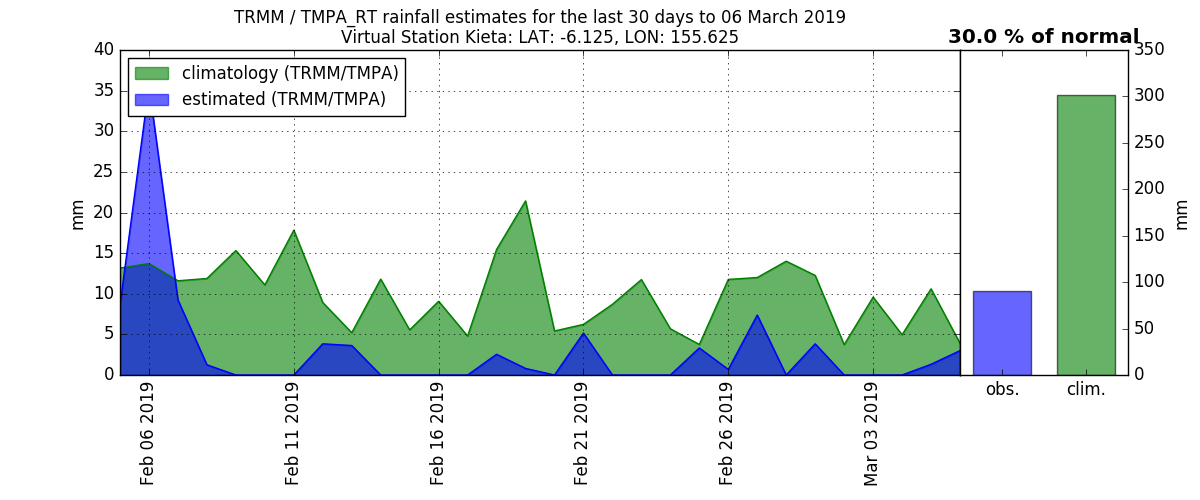 TRMM / TMPA_RT rainfall estimates for the last 30 days to 06 March 2019
Virtual Station Kieta: LAT: -6.125, LON: 155.625
30.0 % of normal
climatology (TRMM/TMPA)
estimated (TRMM/TMPA)
mm
40
35
30
25
20
15
10
5
0
Feb 06 2019
Feb 11 2019
Feb 16 2019
Feb 21 2019
Feb 26 2019
Mar 03 2019
obs.
clim.
350
300
250
200
150
100
50
0
mm